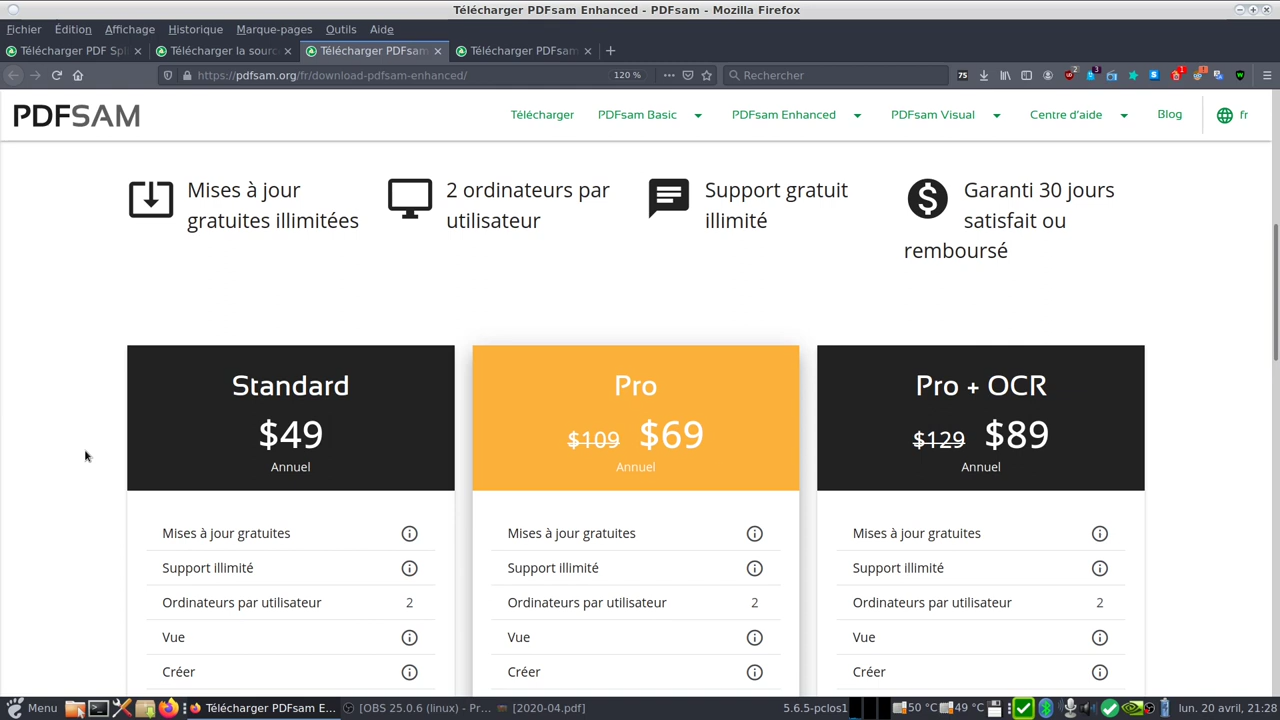 Télécharger PDFsam Enhanced - PDFsam - Mozilla Firefox
Fichier Édition Affichage Historique Marque-pages Outils Aide
Télécharger PDF Spl
Télécharger la sourc
Télécharger PDFsam
Télécharger PDFsam
https://pdfsam.org/fr/download-pdfsam-enhanced/
120 %
Rechercher
PDFSAM
Télécharger PDFsam Basic PDFsam Enhanced PDFsam Visual Centre d'aide Blog fr
Mises à jour
gratuites illimitées
2 ordinateurs par
utilisateur
Support gratuit
illimité
Garanti 30 jours
satisfait ou
remboursé
Standard
$49
Annuel
Mises à jour gratuites
Support illimité
Ordinateurs par utilisateur 2
Vue
Créer
Pro
$109 $69
Annuel
Mises à jour gratuites
Support illimité
Ordinateurs par utilisateur 2
Vue
Créer
Pro + OCR
$129 $89
Annuel
Mises à jour gratuites
Support illimité
Ordinateurs par utilisateur 2
Vue
Créer
Menu
Télécharger PDFsam E...
[OBS 25.0.6 (linux) - Pr...
[2020-04.pdf]
5.6.5-pclos1
50 °C
49 °C
lun. 20 avril, 21:28